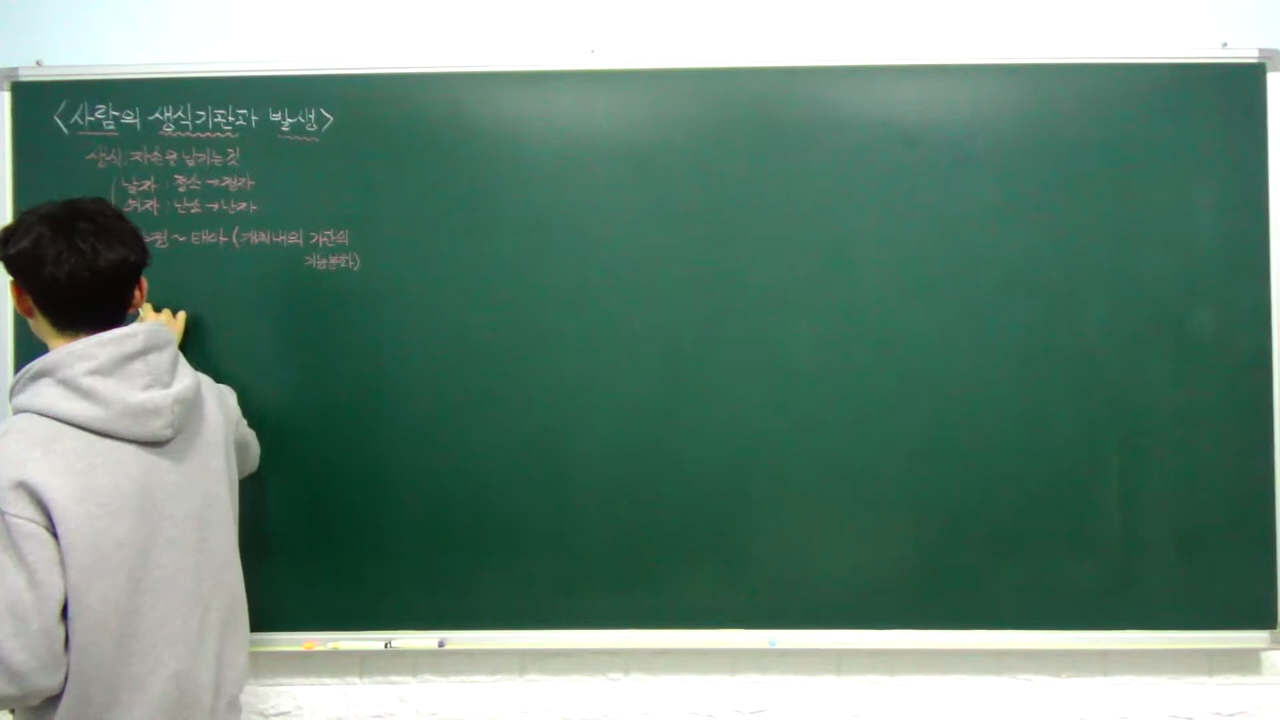 <사람의 생식기관과 발생>
생식: 자손을 남기는 것
남자 : 정소 → 정자
여자 : 난소 → 난자
~ 태아 (개체내의 기관의
기능분화)